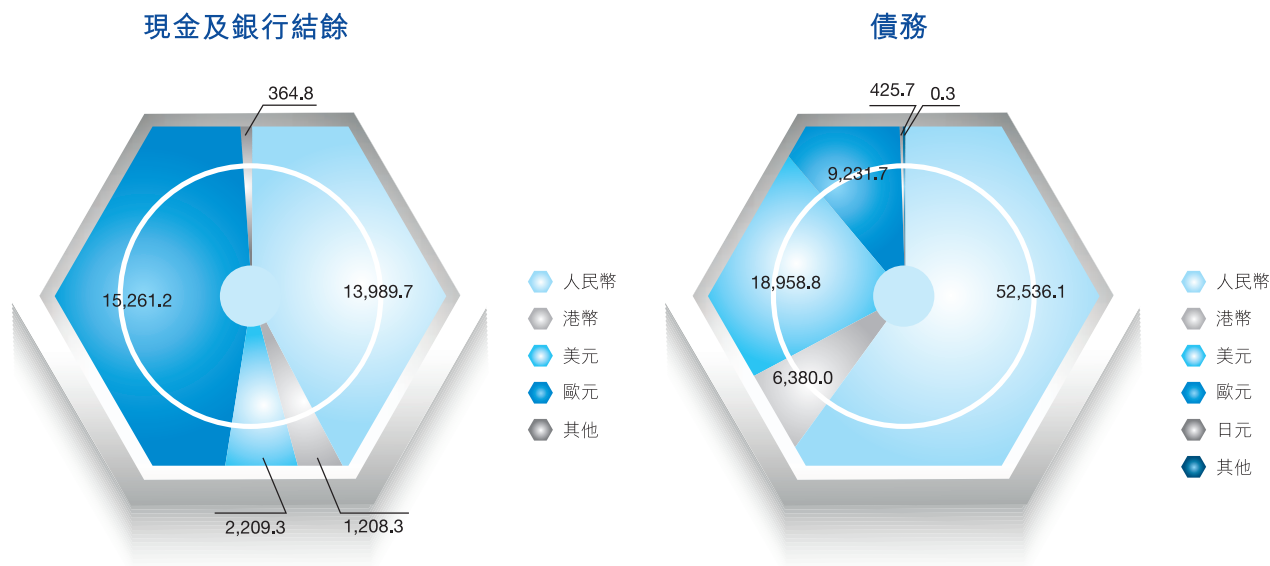 現金及銀行結餘
364.8
15,261.2
13,989.7
2,209.3
1,208.3
人民幣
港幣
美元
歐元
其他
債務
425.7
0.3
9,231.7
18,958.8
52,536.1
6,380.0
人民幣
港幣
美元
歐元
日元
其他